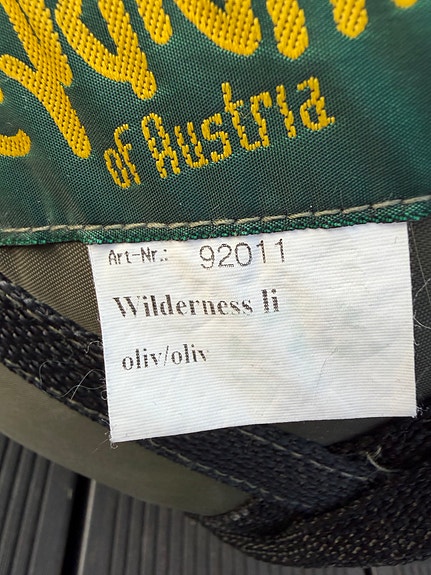 of Austria
Art-Nr.: 92011
Wilderness li
oliv/oliv